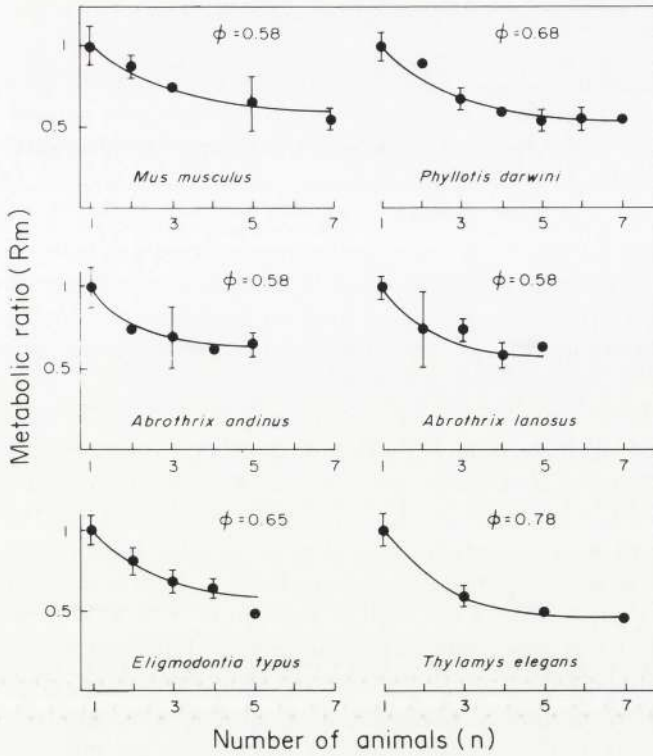 ϕ = 0.58
ϕ = 0.68
1
0.5
Mus musculus
Phyllotis darwini
1 3 5 7 1 3 5 7
Metabolic ratio (Rm)
ϕ = 0.58
ϕ = 0.58
1
0.5
Abrothrix andinus
Abrothrix lanosus
1 3 5 7 1 3 5 7
ϕ = 0.65
ϕ = 0.78
1
0.5
Eligmodontia typus
Thylamys elegans
1 3 5 7 1 3 5 7
Number of animals (n)